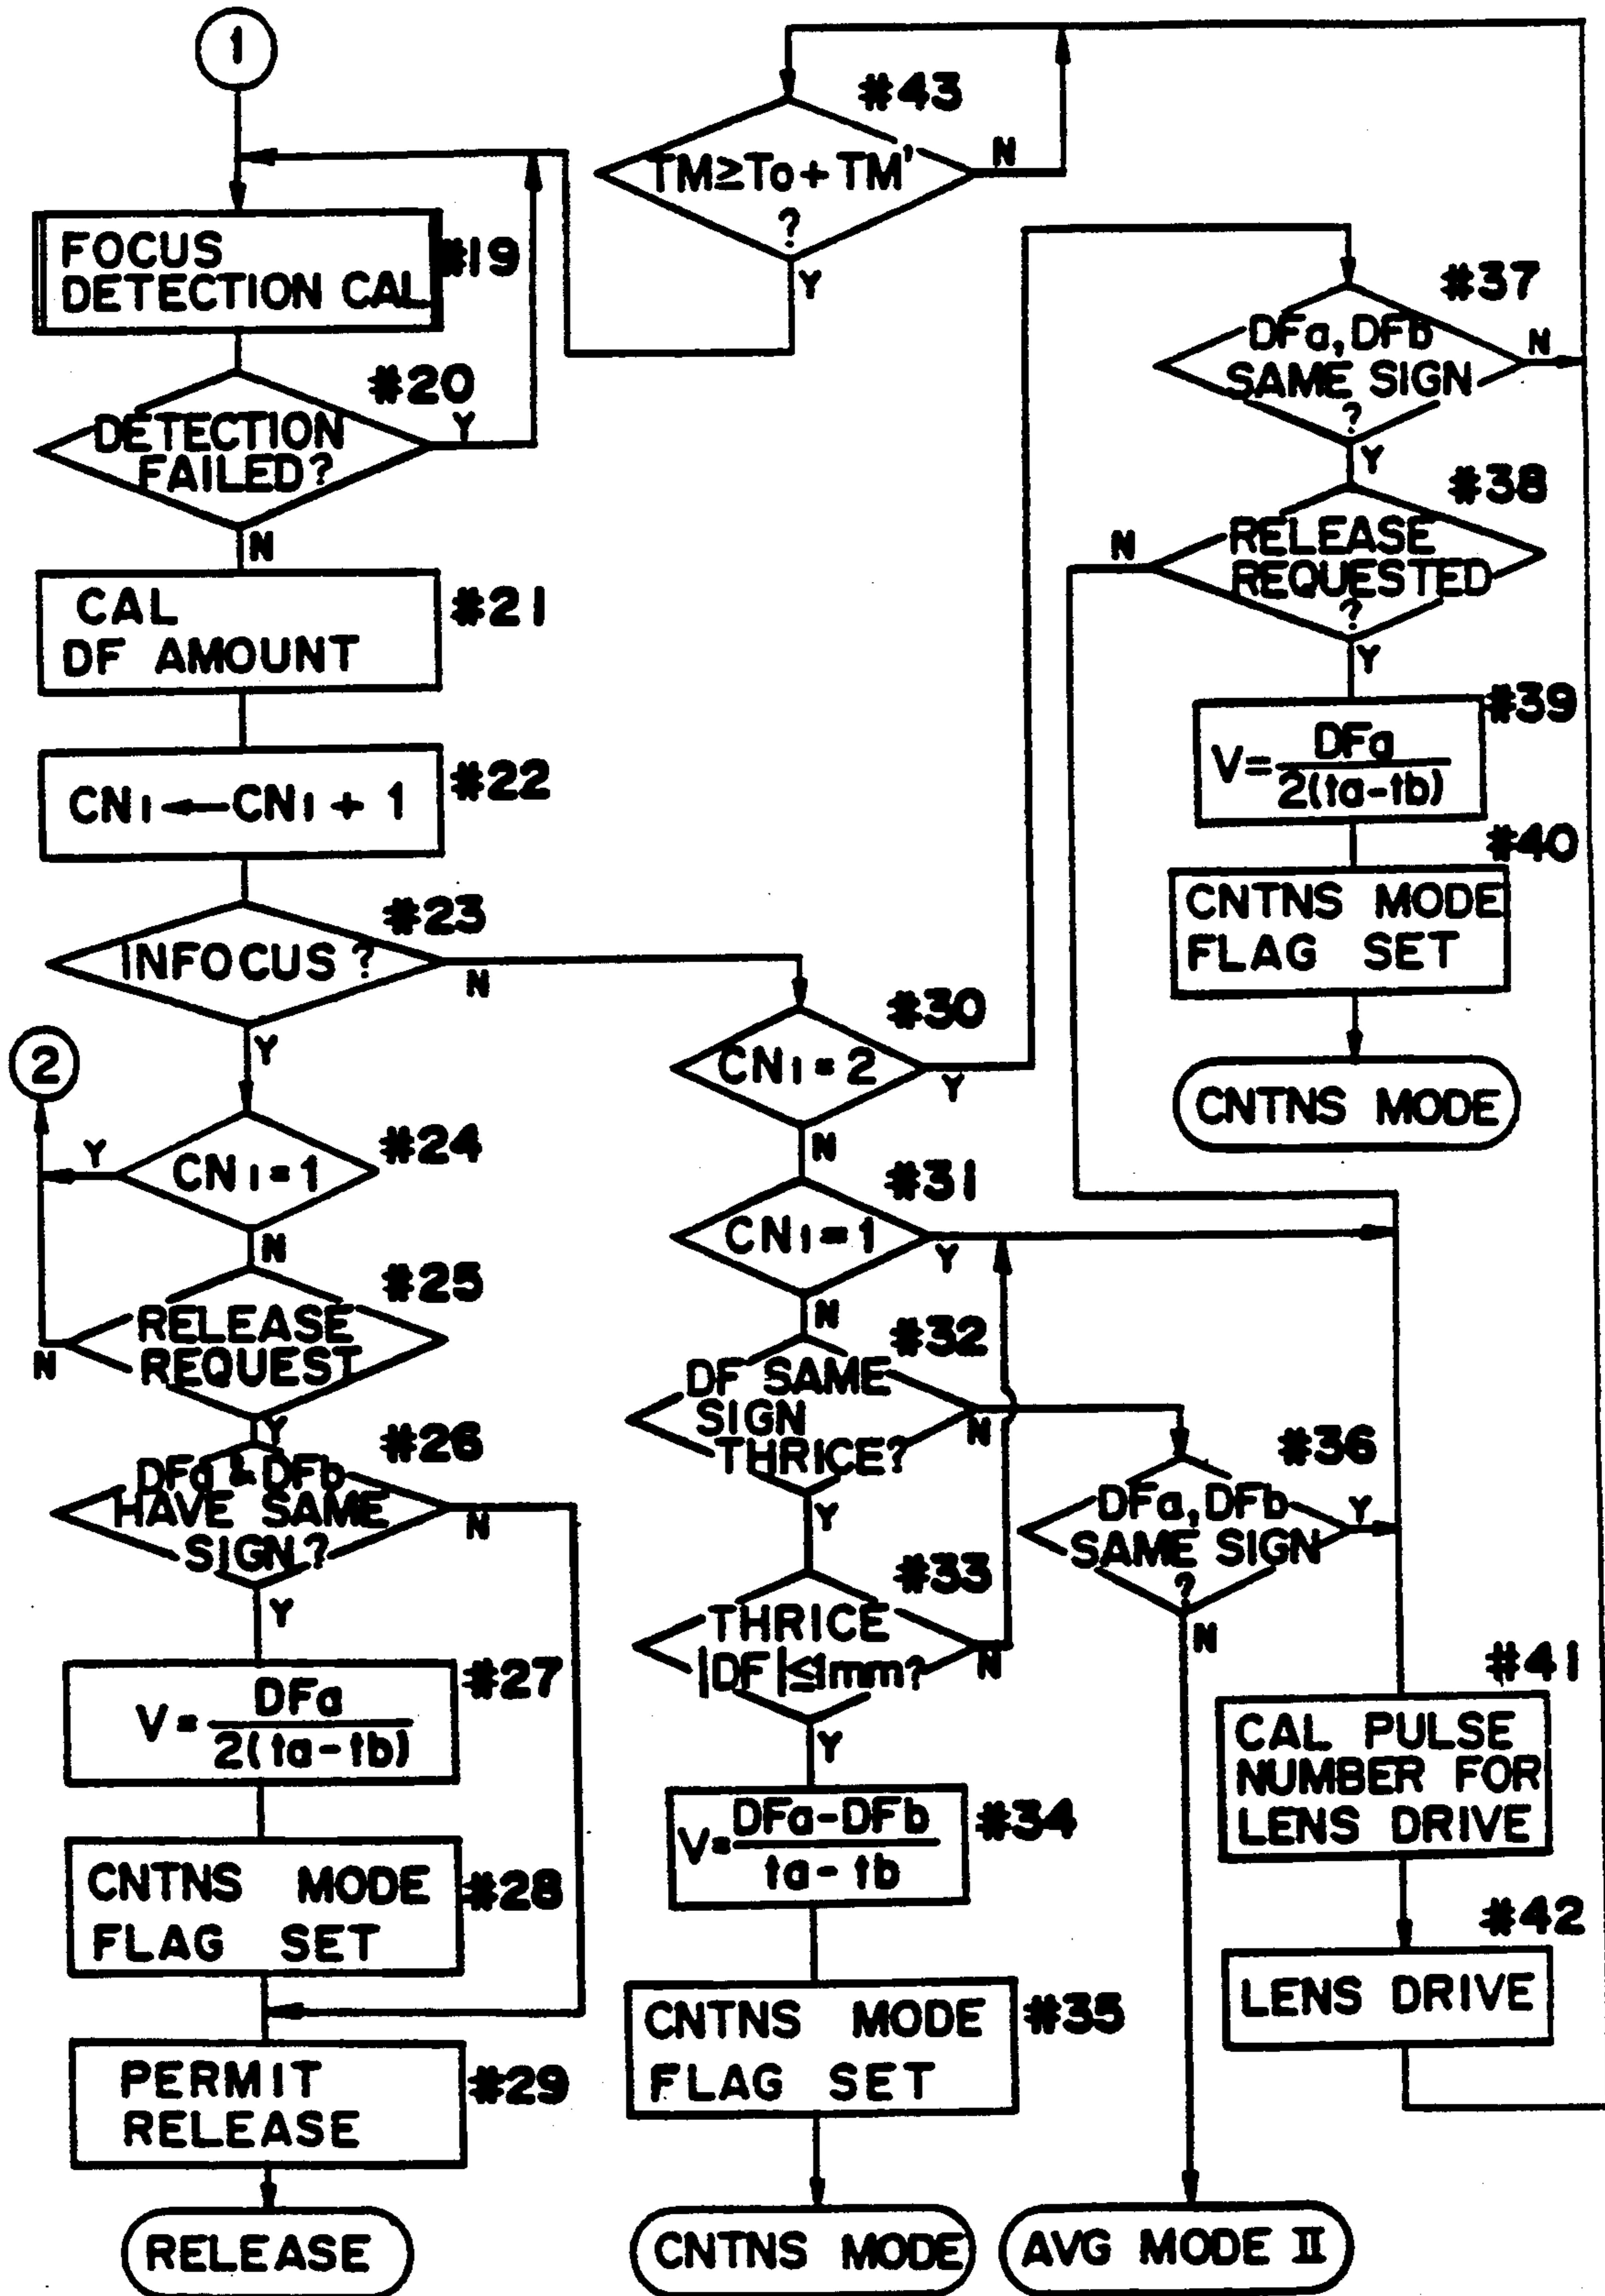 1
FOCUS
DETECTION CAL
#19
DETECTION
FAILED?
#20
Y
N
CAL
DF AMOUNT
#21
CN1←CN1 + 1
#22
INFOCUS ?
#23
N
Y
2
CN1=1
#24
Y
N
RELEASE
REQUEST
#25
N
Y
DFa & DFb
HAVE SAME
SIGN?
#26
N
Y
V= DFa
2(ta-tb)
#27
CNTNS MODE
FLAG SET
#28
PERMIT
RELEASE
#29
RELEASE
#43
TM≥To+TM'
?
N
Y
#30
CN1=2
Y
N
#31
CN1=1
Y
N
#32
DF SAME
SIGN
THRICE?
N
Y
#33
THRICE
|DF|≤1mm?
N
Y
V= DFa-DFb
ta-tb
#34
CNTNS MODE
FLAG SET
#35
CNTNS MODE
#36
DFa, DFb
SAME SIGN
?
Y
N
AVG MODE II
#37
DFa, DFb
SAME SIGN
?
N
Y
#38
RELEASE
REQUESTED
?
N
Y
#39
V= DFa
2(ta-tb)
#40
CNTNS MODE
FLAG SET
CNTNS MODE
#41
CAL PULSE
NUMBER FOR
LENS DRIVE
#42
LENS DRIVE